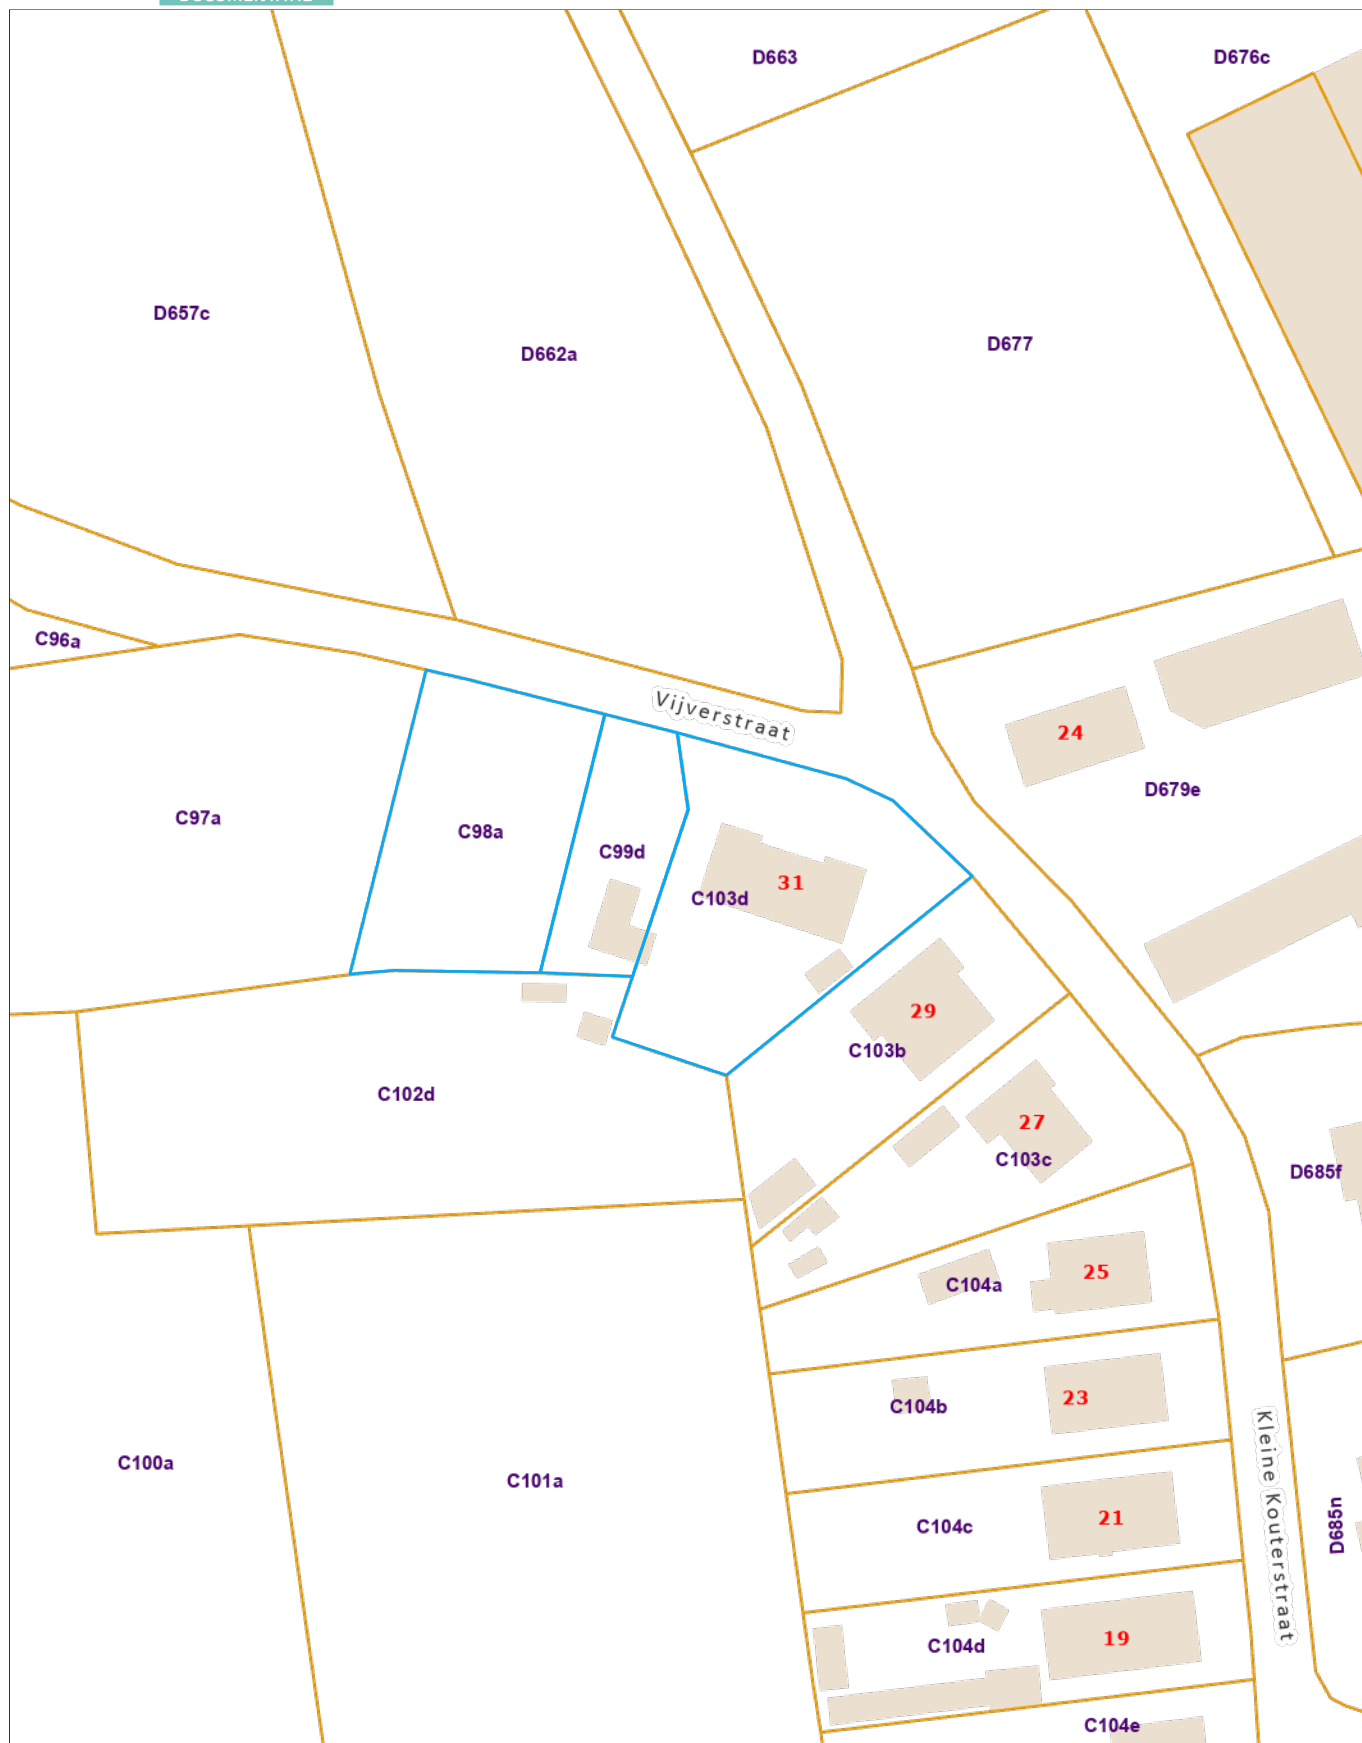 D663
D676c
D657c
D662a
D677
C96a
Vijverstraat
24
D679e
C97a
C98a
C99d
31
C103d
29
C103b
C102d
27
C103c
D685f
25
C104a
23
C104b
C100a
C101a
Kleine Kouterstraat
21
C104c
D685n
19
C104d
C104e